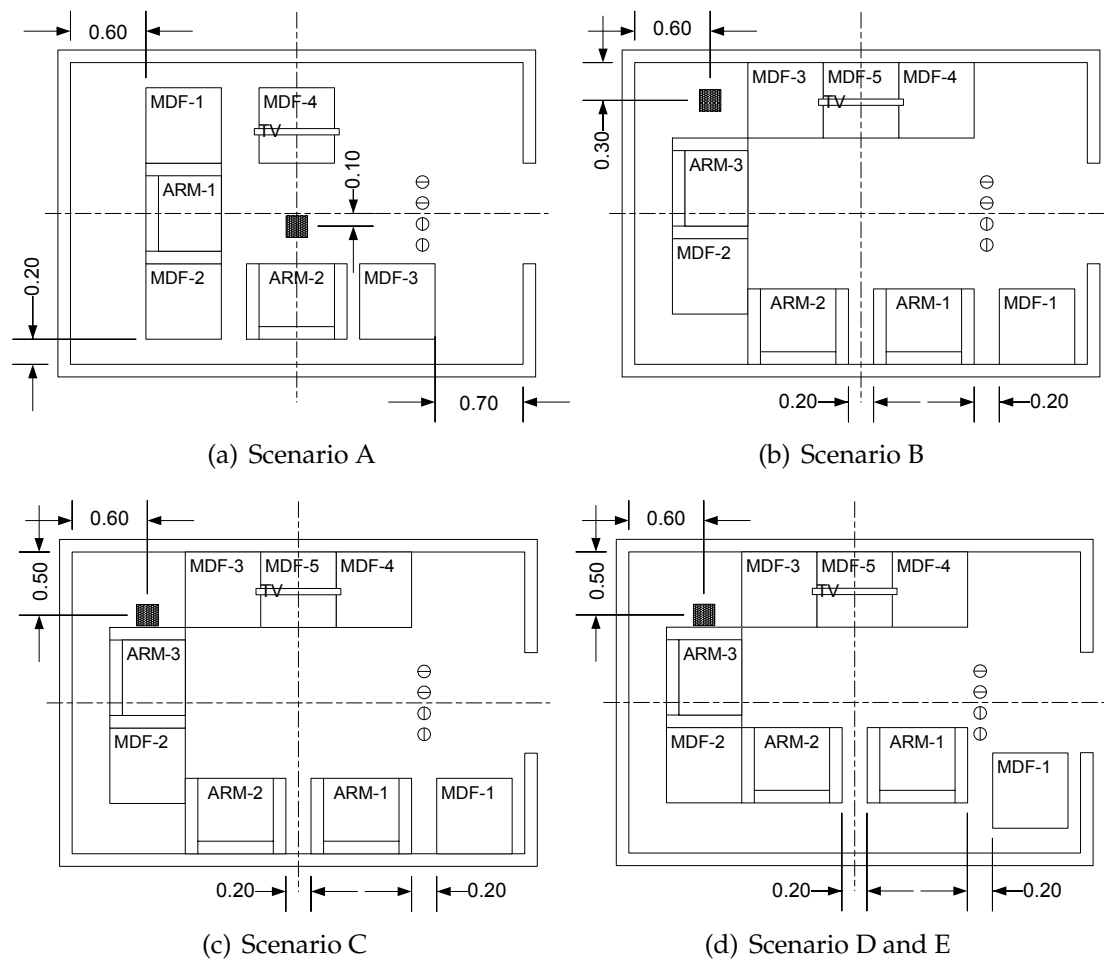 0.60
MDF-1
MDF-4
TV
0.10
ARM-1
0.20
MDF-2
ARM-2
MDF-3
0.70
(a) Scenario A
0.60
MDF-3
MDF-5
MDF-4
TV
0.30
ARM-3
MDF-2
ARM-2
ARM-1
MDF-1
0.20
0.20
(b) Scenario B
0.60
0.50
MDF-3
MDF-5
MDF-4
TV
ARM-3
MDF-2
ARM-2
ARM-1
MDF-1
0.20
0.20
(c) Scenario C
0.60
0.50
MDF-3
MDF-5
MDF-4
TV
ARM-3
MDF-2
ARM-2
ARM-1
MDF-1
0.20
0.20
(d) Scenario D and E